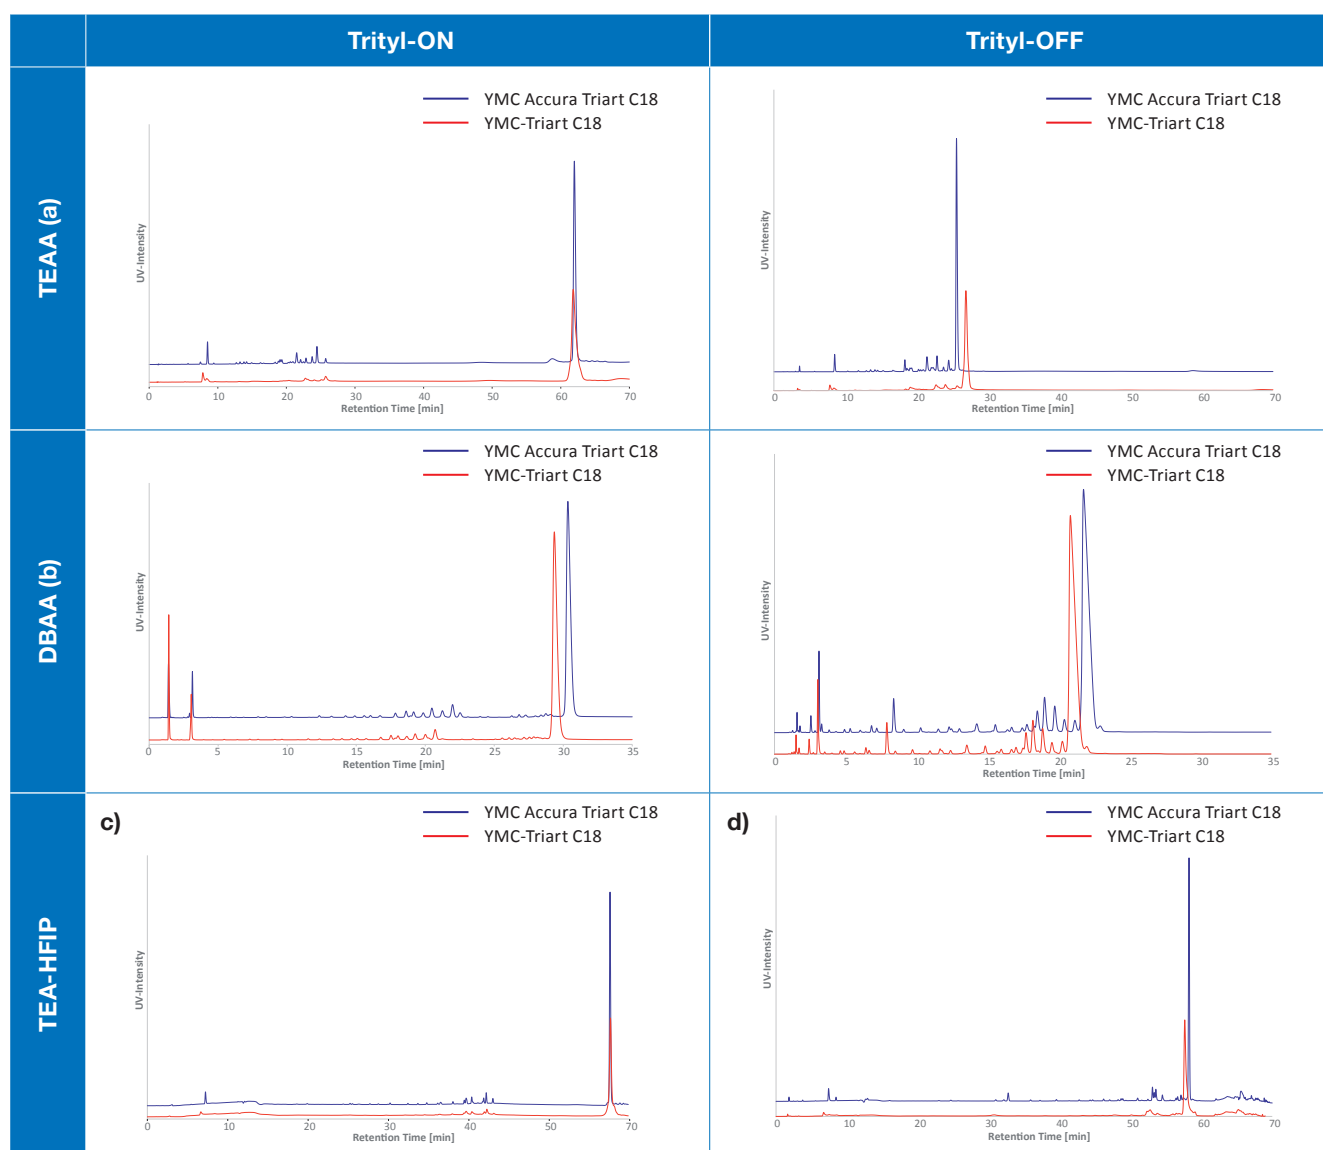 Trityl-ON
Trityl-OFF
TEAA (a)
YMC Accura Triart C18
YMC-Triart C18
UV-Intensity
0 10 20 30 40 50 60 70
Retention Time [min]
YMC Accura Triart C18
YMC-Triart C18
UV-Intensity
0 10 20 30 40 50 60 70
Retention Time [min]
DBAA (b)
YMC Accura Triart C18
YMC-Triart C18
UV-Intensity
0 5 10 15 20 25 30 35
Retention Time [min]
YMC Accura Triart C18
YMC-Triart C18
UV-Intensity
0 5 10 15 20 25 30 35
Retention Time [min]
TEA-HFIP
c)
YMC Accura Triart C18
YMC-Triart C18
UV-Intensity
0 10 20 30 40 50 60 70
Retention Time [min]
d)
YMC Accura Triart C18
YMC-Triart C18
UV-Intensity
0 10 20 30 40 50 60 70
Retention Time [min]